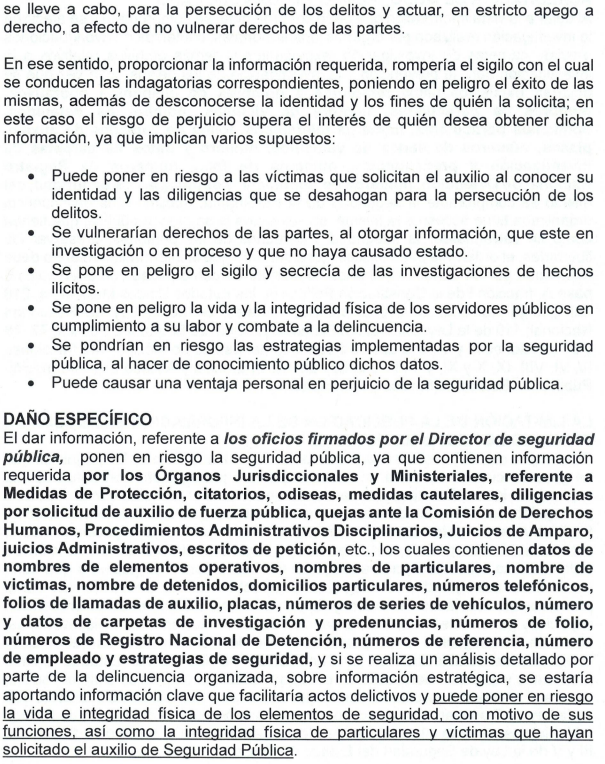 se lleve a cabo, para la persecución de los delitos y actuar, en estricto apego a
derecho, a efecto de no vulnerar derechos de las partes.
En ese sentido, proporcionar la información requerida, rompería el sigilo con el cual
se conducen las indagatorias correspondientes, poniendo en peligro el éxito de las
mismas, además de desconocerse la identidad y los fines de quién la solicita; en
este caso el riesgo de perjuicio supera el interés de quién desea obtener dicha
información, ya que implican varios supuestos:
• Puede poner en riesgo a las víctimas que solicitan el auxilio al conocer su
identidad y las diligencias que se desahogan para la persecución de los
delitos.
• Se vulnerarían derechos de las partes, al otorgar información, que este en
investigación o en proceso y que no haya causado estado.
• Se pone en peligro el sigilo y secrecía de las investigaciones de hechos
ilícitos.
• Se pone en peligro la vida y la integridad física de los servidores públicos en
cumplimiento a su labor y combate a la delincuencia.
• Se pondrían en riesgo las estrategias implementadas por la seguridad
pública, al hacer de conocimiento público dichos datos.
• Puede causar una ventaja personal en perjuicio de la seguridad pública.
DAÑO ESPECÍFICO
El dar información, referente a los oficios firmados por el Director de seguridad
pública, ponen en riesgo la seguridad pública, ya que contienen información
requerida por los Órganos Jurisdiccionales y Ministeriales, referente a
Medidas de Protección, citatorios, odiseas, medidas cautelares, diligencias
por solicitud de auxilio de fuerza pública, quejas ante la Comisión de Derechos
Humanos, Procedimientos Administrativos Disciplinarios, Juicios de Amparo,
juicios Administrativos, escritos de petición, etc., los cuales contienen datos de
nombres de elementos operativos, nombres de particulares, nombre de
victimas, nombre de detenidos, domicilios particulares, números telefónicos,
folios de llamadas de auxilio, placas, números de series de vehículos, número
y datos de carpetas de investigación y predenuncias, números de folio,
números de Registro Nacional de Detención, números de referencia, número
de empleado y estrategias de seguridad, y si se realiza un análisis detallado por
parte de la delincuencia organizada, sobre información estratégica, se estaría
aportando información clave que facilitaría actos delictivos y puede poner en riesgo
la vida e integridad física de los elementos de seguridad, con motivo de sus
funciones, así como la integridad física de particulares y víctimas que hayan
solicitado el auxilio de Seguridad Pública.